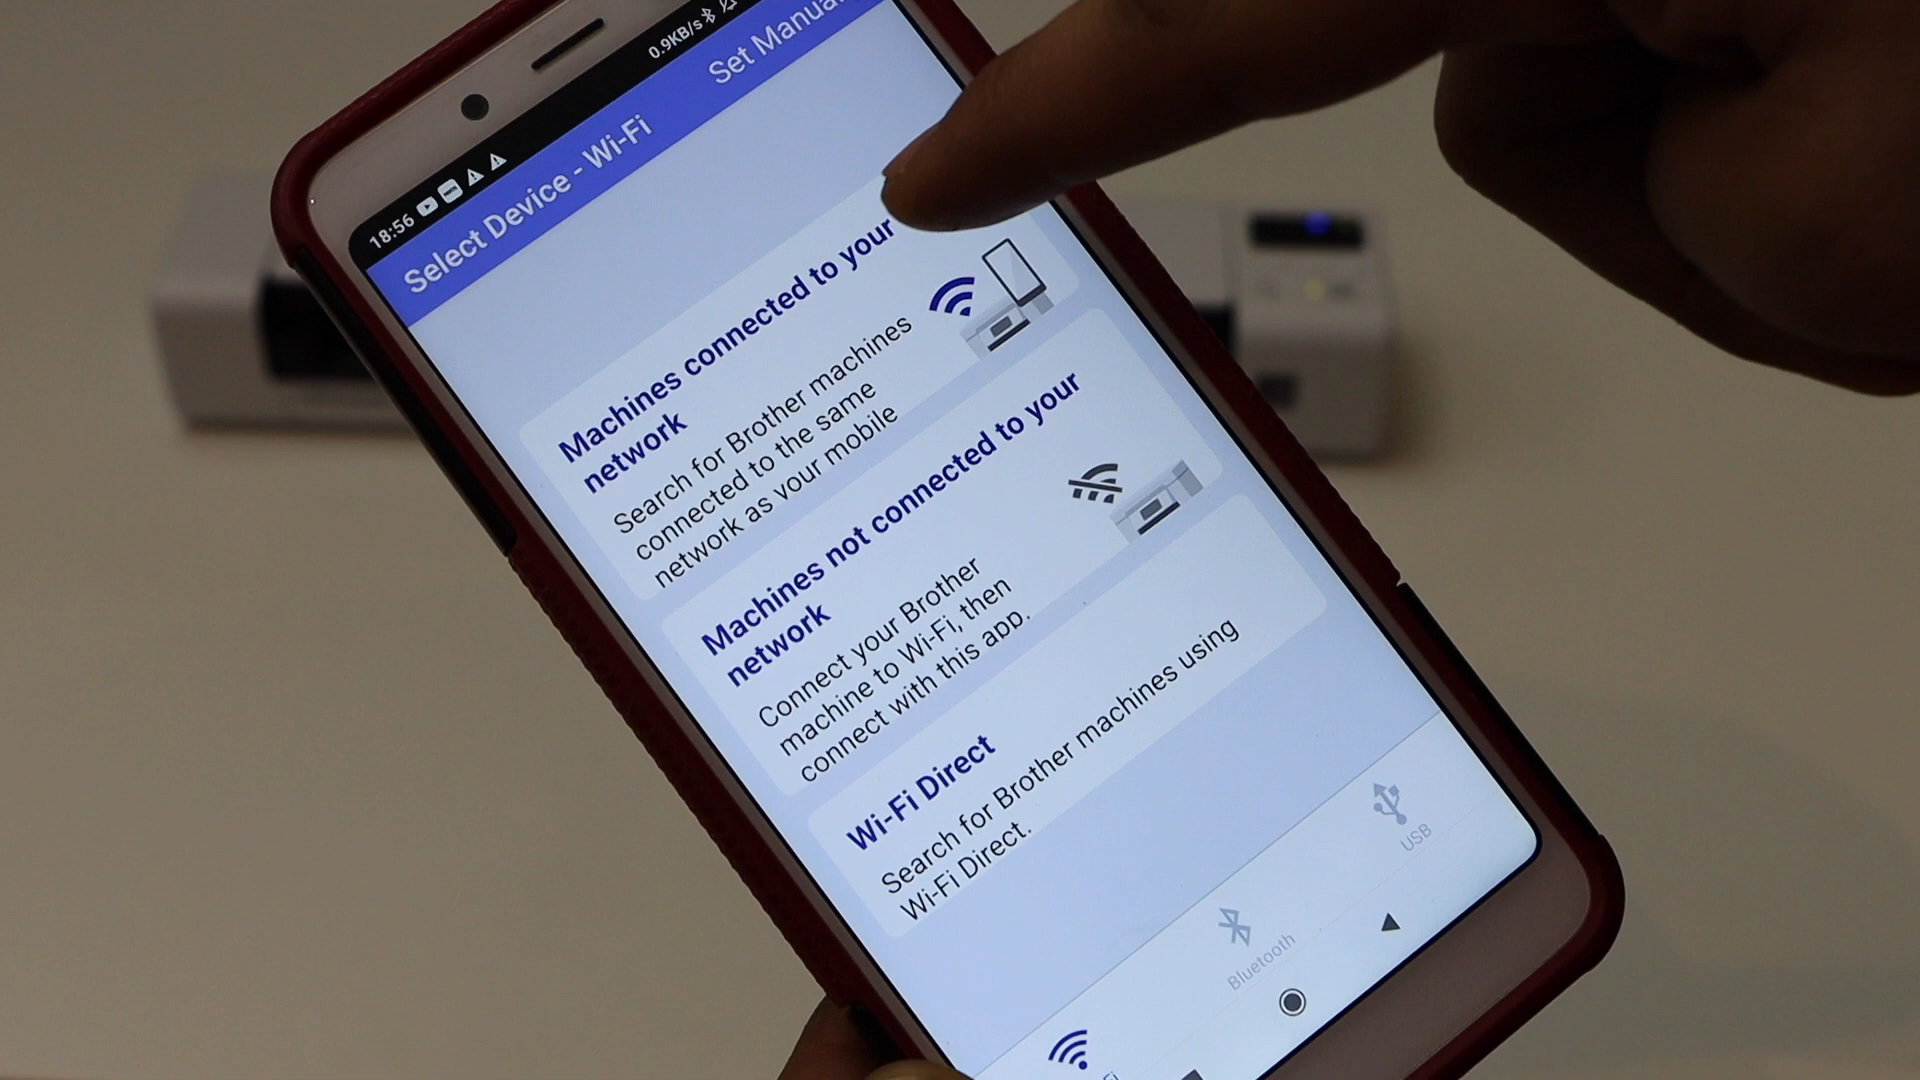 0.9KB/s
18:56
Select Device - Wi-Fi
Set
Machines connected to your
network
Search for Brother machines
connected to the same
network as your mobile
Machines not connected to your
network
Connect your Brother
machine to Wi-Fi, then
connect with this app.
Wi-Fi Direct
Search for Brother machines using
Wi-Fi Direct.
USB
Bluetooth